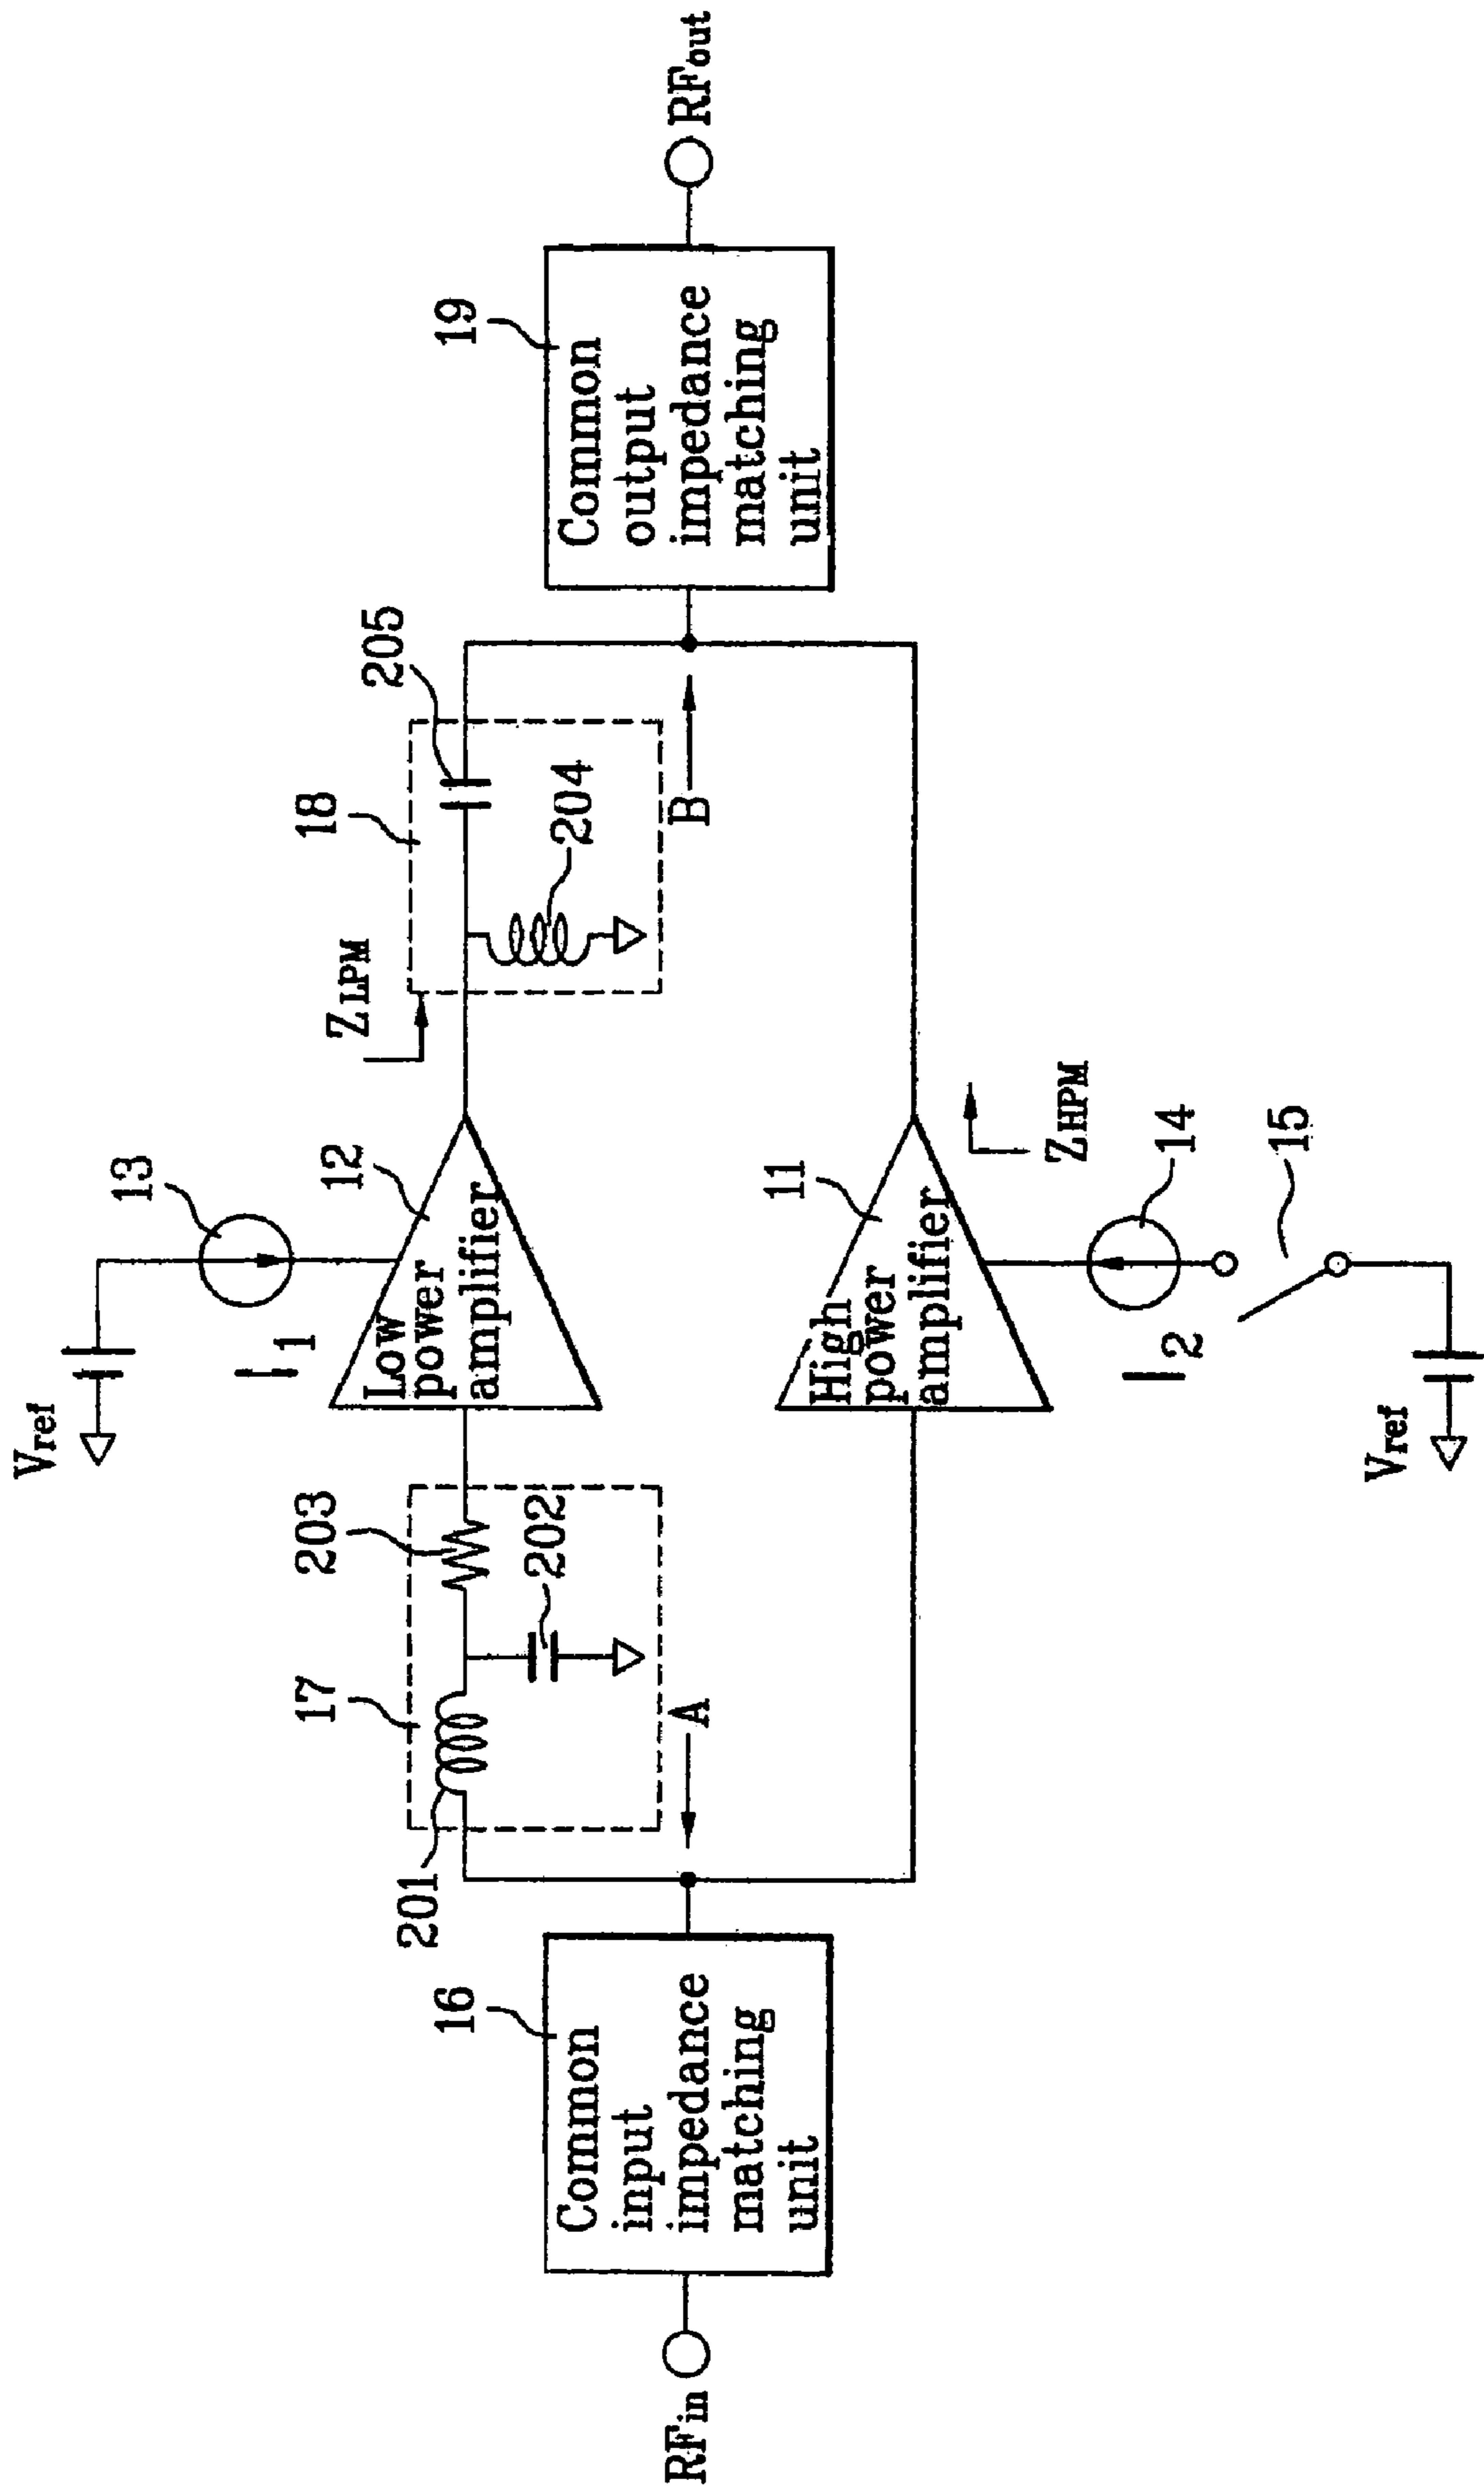 Vref
13
I1
12
Low
power
amplifier
ZLPM
18
205
204
B
17
203
202
201
A
16
Common
input
impedance
matching
unit
RFin
19
Common
output
impedance
matching
unit
RFout
11
High
power
amplifier
ZHPM
14
15
I2
Vref